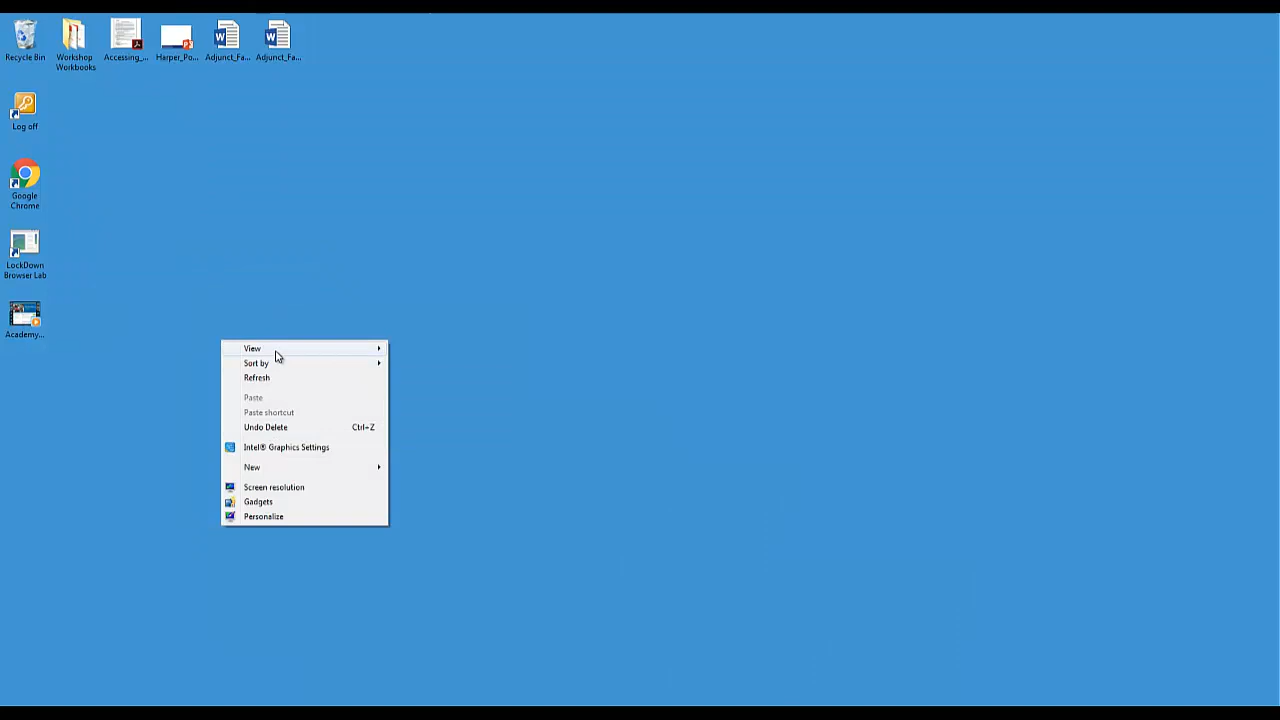 Recycle Bin
Workshop
Workbooks
Accessing_...
Harper_Po...
Adjunct_Fa...
Adjunct_Fa...
Log off
Google
Chrome
LockDown
Browser Lab
Academy...
View
Sort by
Refresh
Paste
Paste shortcut
Undo Delete Ctrl+Z
Intel® Graphics Settings
New
Screen resolution
Gadgets
Personalize